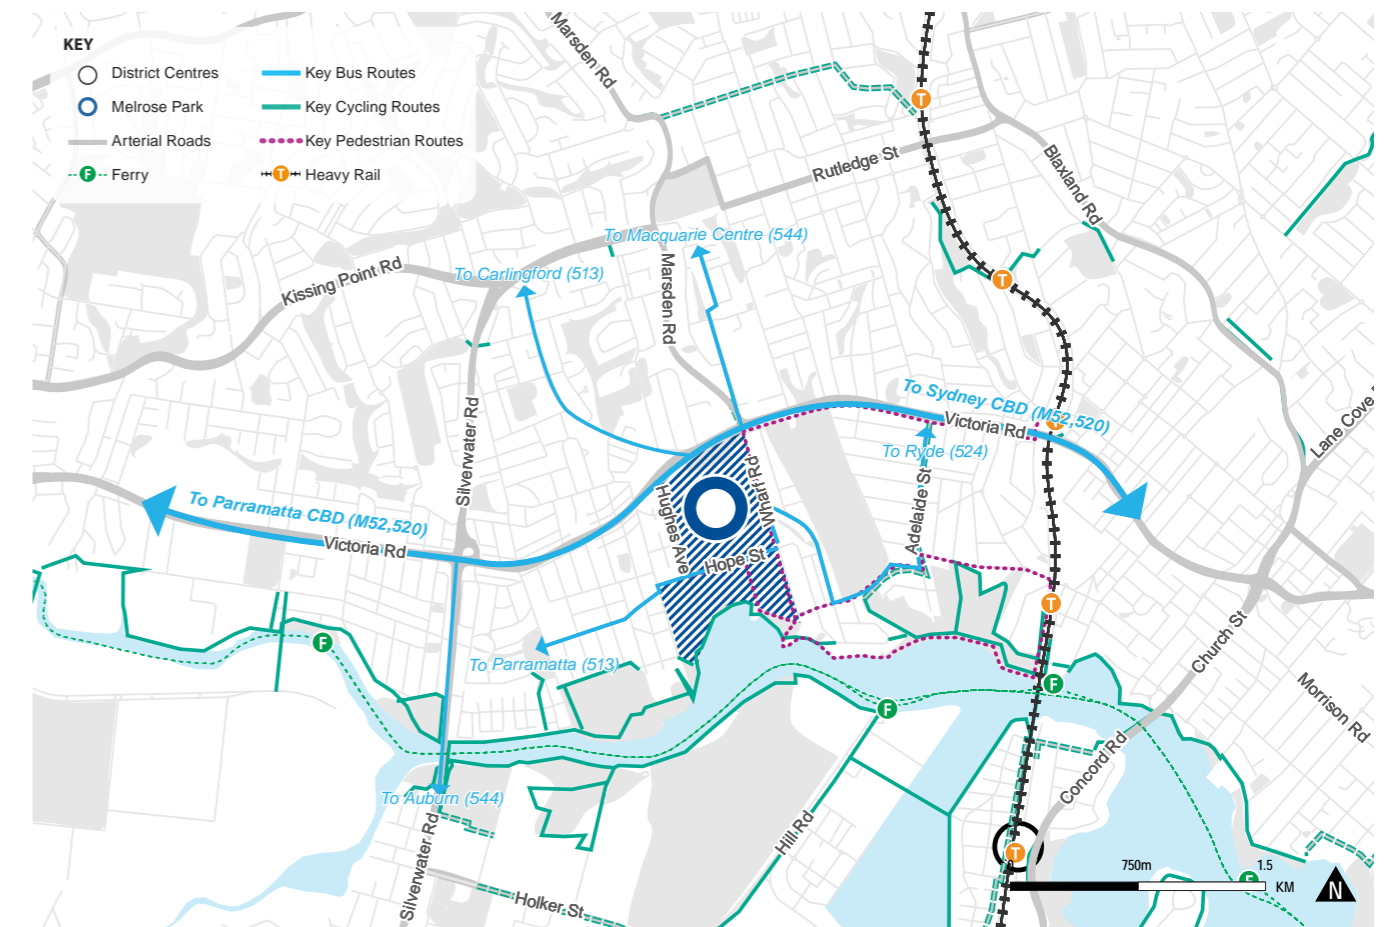 KEY
District Centres
Key Bus Routes
Melrose Park
Key Cycling Routes
Arterial Roads
Key Pedestrian Routes
F
Ferry
T
Heavy Rail
Marsden Rd
T
Rutledge St
Blaxland Rd
To Macquarie Centre (544)
To Carlingford (513)
Kissing Point Rd
Marsden Rd
T
To Sydney CBD (M52,520)
Victoria Rd
T
Lane Cove
To Ryde (524)
Silverwater Rd
Wharf Rd
Hughes Ave
Adelaide St
To Parramatta CBD (M52,520)
Victoria Rd
Hope St
T
F
To Parramatta (513)
Church St
F
F
Morrison Rd
Concord Rd
To Auburn (544)
Hill Rd
Silverwater Rd
T
0
750m
1.5
KM
F
N
Holker St